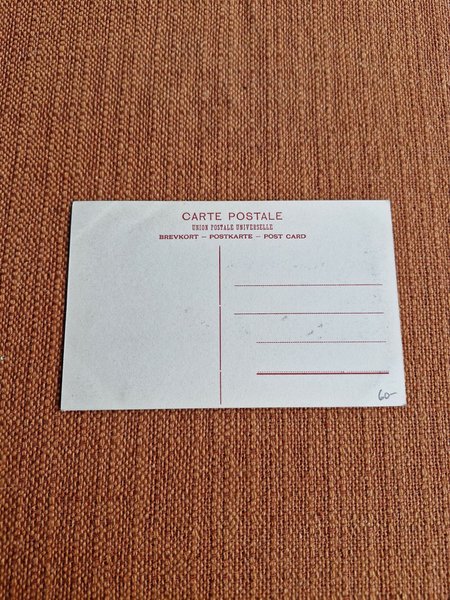 CARTE POSTALE
UNION POSTALE UNIVERSELLE
BREVKORT – POSTKARTE – POST CARD
60-